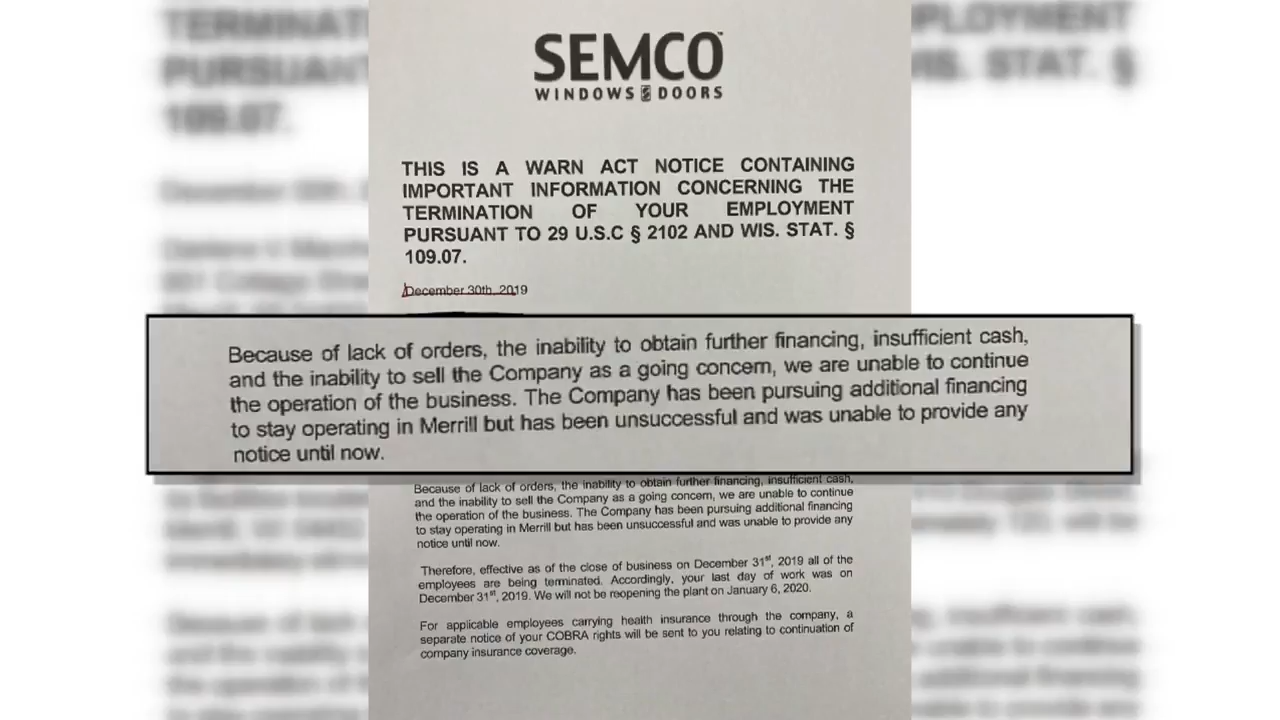 SEMCO
WINDOWS DOORS
THIS IS A WARN ACT NOTICE CONTAINING
IMPORTANT INFORMATION CONCERNING THE
TERMINATION OF YOUR EMPLOYMENT
PURSUANT TO 29 U.S.C § 2102 AND WIS. STAT. §
109.07.
December 30th, 2019
Because of lack of orders, the inability to obtain further financing, insufficient cash,
and the inability to sell the Company as a going concern, we are unable to continue
the operation of the business. The Company has been pursuing additional financing
to stay operating in Merrill but has been unsuccessful and was unable to provide any
notice until now.
Because of lack of orders, the inability to obtain further financing, insufficient cash,
and the inability to sell the Company as a going concern, we are unable to continue
the operation of the business. The Company has been pursuing additional financing
to stay operating in Merrill but has been unsuccessful and was unable to provide any
notice until now.
Therefore, effective as of the close of business on December 31st, 2019 all of the
employees are being terminated. Accordingly, your last day of work was on
December 31st, 2019. We will not be reopening the plant on January 6, 2020.
For applicable employees carrying health insurance through the company, a
separate notice of your COBRA rights will be sent to you relating to continuation of
company insurance coverage.